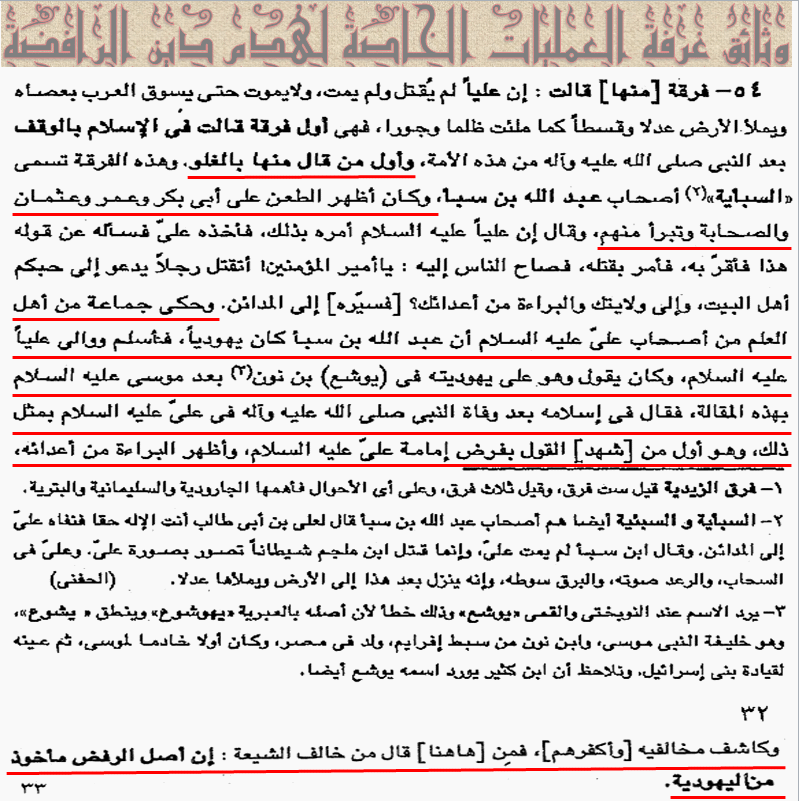 وثائق غرفة العمليات الخاصة لهدم دين الرافضة
٥٤– فرقة [منها] قالت : إن علياً لم يُقتل ولم يمت، ولايموت حتى يسوق العرب بعصاه
ويملأ الأرض عدلا وقسطاً كما ملئت ظلما وجورا، فهى أول فرقة قالت فى الإسلام بالوقف
بعد النبى صلى الله عليه وآله من هذه الأمة، وأول من قال منها بالغلو. وهذه الفرقة تسمى
«السبأية»(٢) أصحاب عبد الله بن سبأ، وكان أظهر الطعن على أبى بكر وعمر وعثمان
والصحابة وتبرأ منهم، وقال إن علياً عليه السلام أمره بذلك، فأخذه علىّ فسأله عن قوله
هذا فأقرّ به، فأمر بقتله، فصاح الناس إليه : ياأمير المؤمنين! أتقتل رجلاً يدعو إلى حبكم
أهل البيت، وإلى ولايتك والبراءة من أعدائك؟ [فسيّره] إلى المدائن. وحكى جماعة من أهل
العلم من أصحاب علىّ عليه السلام أن عبد الله بن سبأ كان يهودياً، فأسلم ووالى علياً
عليه السلام، وكان يقول وهو على يهوديته فى (يوشع) بن نون(٣) بعد موسى عليه السلام
بهذه المقالة، فقال فى إسلامه بعد وفاة النبى صلى الله عليه وآله فى علىّ عليه السلام بمثل
ذلك، وهو أول من [شهد] القول بفرض إمامة علىّ عليه السلام، وأظهر البراءة من أعدائه،
١– فرق الزيدية قيل ست فرق، وقيل ثلاث فرق، وعلى أى الأحوال فأهمها الجارودية والسليمانية والبترية.
٢– السبأية و السبئية أيضا هم أصحاب عبد الله بن سبأ قال لعلى بن أبى طالب أنت الإله حقا فنفاه علىّ
إلى المدائن. وقال ابن سبأ لم يمت علىّ، وإنما قتل ابن ملجم شيطاناً تصور بصورة علىّ. وعلىّ فى
السحاب، والرعد صوته، والبرق سوطه، وإنه ينزل بعد هذا إلى الأرض ويملأها عدلا. (الحفنى)
٣– يرد الاسم عند النوبختى والقمى «يوشع» وذلك خطأ لأن أصله بالعبرية «يهوشوع» وينطق « يشوع»،
وهو خليفة النبى موسى، وابن نون من سبط إفرايم، ولد فى مصر، وكان أولا خادما لموسى، ثم عينه
لقيادة بنى إسرائيل. ونلاحظ أن ابن كثير يورد اسمه يوشع أيضا.
٣٢
وكاشف مخالفيه [وأكفرهم]، فمن [هاهنا] قال من خالف الشيعة : إن أصل الرفض مأخوذ
من اليهودية.
٣٣